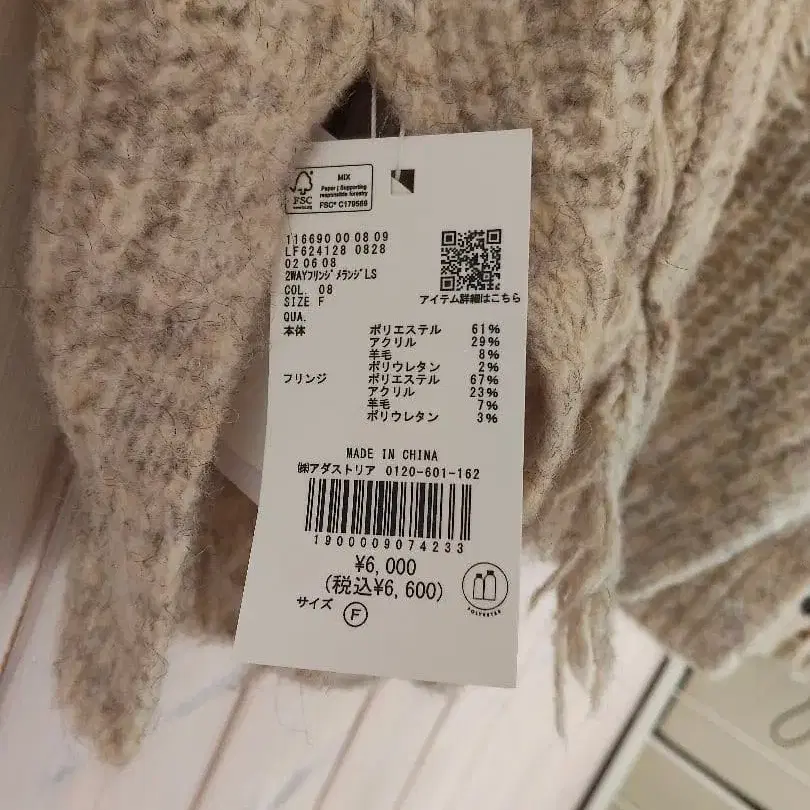 MIX
Paper | Supporting
responsible forestry
FSC® C179589
FSC
116690 00 08 09
LF624128 0828
02 06 08
2WAYフリンジメランジLS
COL. 08
SIZE F
アイテム詳細はこちら
QUA.
本体 ポリエステル 61%
アクリル 29%
羊毛 8%
ポリウレタン 2%
フリンジ ポリエステル 67%
アクリル 23%
羊毛 7%
ポリウレタン 3%
MADE IN CHINA
㈱アダストリア 0120-601-162
1900009074233
¥6,000
(税込¥6,600)
サイズ F
POLYESTER